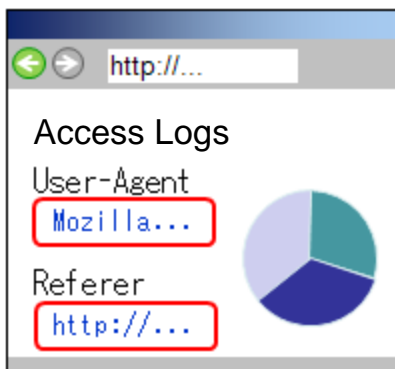 http://...
Access Logs
User-Agent
Mozilla...
Referer
http://...